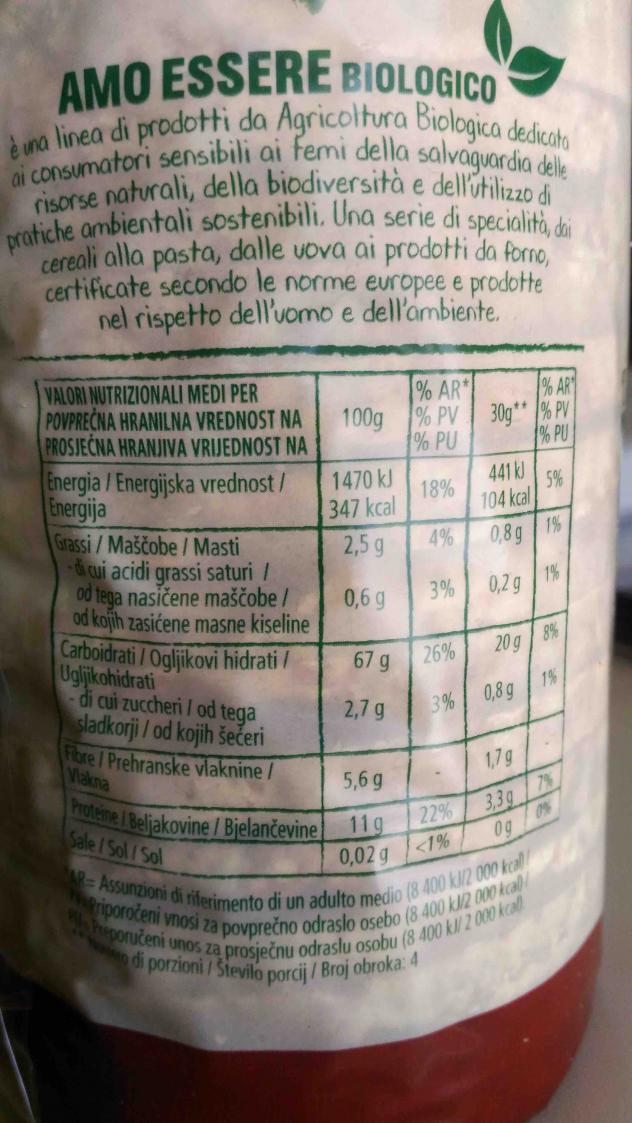 AMO ESSERE BIOLOGICO
è una linea di prodotti da Agricoltura Biologica dedicata
ai consumatori sensibili ai temi della salvaguardia delle
risorse naturali, della biodiversità e dell'utilizzo di
pratiche ambientali sostenibili. Una serie di specialità, dai
cereali alla pasta, dalle uova ai prodotti da forno,
certificate secondo le norme europee e prodotte
nel rispetto dell'uomo e dell'ambiente.
VALORI NUTRIZIONALI MEDI PER
POVPREČNA HRANILNA VREDNOST NA
PROSJEČNA HRANJIVA VRIJEDNOST NA
100g
% AR*
% PV
% PU
30g**
% AR*
% PV
% PU
Energia / Energijska vrednost /
Energija
1470 kJ
347 kcal
18%
441 kJ
104 kcal
5%
Grassi / Maščobe / Masti
2,5 g 4% 0,8 g 1%
- di cui acidi grassi saturi /
od tega nasičene maščobe /
od kojih zasićene masne kiseline
0,6 g 3% 0,2 g 1%
Carboidrati / Ogljikovi hidrati /
Ugljikohidrati
67 g 26% 20 g 8%
- di cui zuccheri / od tega
sladkorji / od kojih šećeri
2,7 g 3% 0,8 g 1%
Fibre / Prehranske vlaknine /
Vlakna
5,6 g - 1,7 g -
Proteine / Beljakovine / Bjelančevine
11 g 22% 3,3 g 7%
Sale / Sol / Sol
0,02 g <1% 0 g 0%
AR= Assunzioni di riferimento di un adulto medio (8 400 kJ/2 000 kcal) /
Priporočeni vnosi za povprečno odraslo osebo (8 400 kJ/2 000 kcal) /
PU= Preporučeni unos za prosječnu odraslu osobu (8 400 kJ/ 2 000 kcal).
di porzioni / Število porcij / Broj obroka: 4